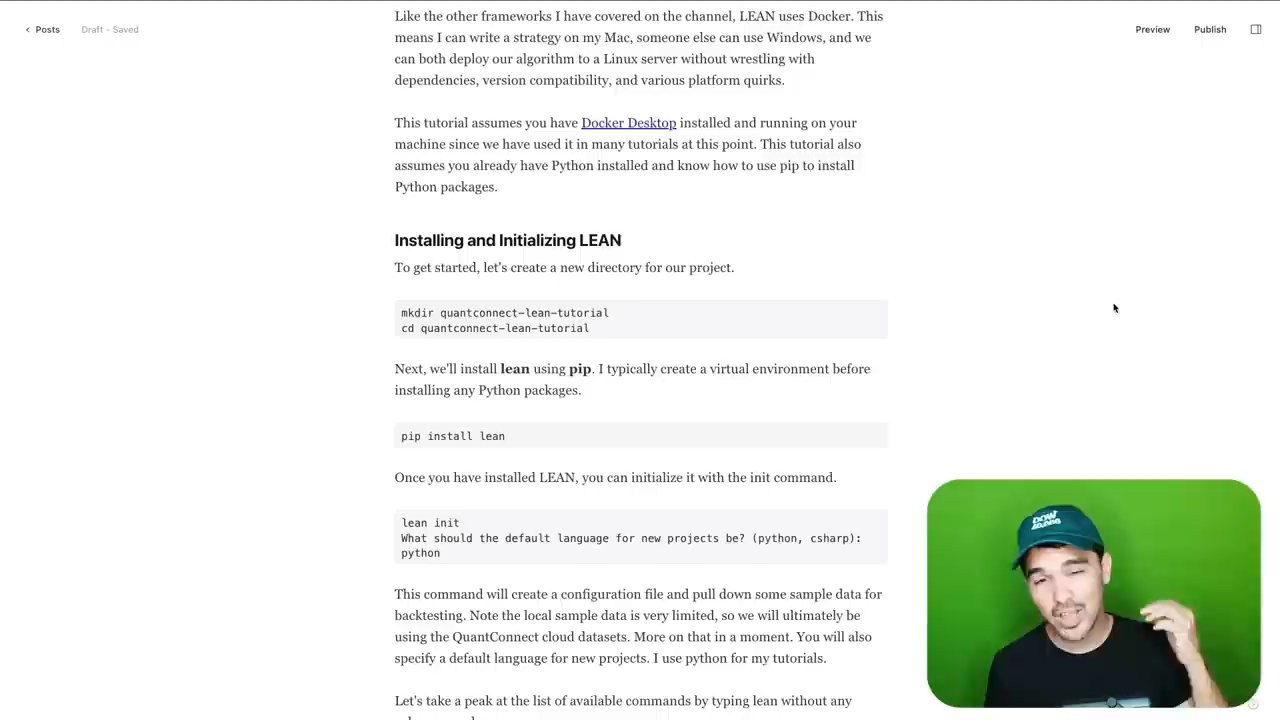 ‹ Posts
Draft - Saved
Preview
Publish
Like the other frameworks I have covered on the channel, LEAN uses Docker. This
means I can write a strategy on my Mac, someone else can use Windows, and we
can both deploy our algorithm to a Linux server without wrestling with
dependencies, version compatibility, and various platform quirks.
This tutorial assumes you have Docker Desktop installed and running on your
machine since we have used it in many tutorials at this point. This tutorial also
assumes you already have Python installed and know how to use pip to install
Python packages.
Installing and Initializing LEAN
To get started, let's create a new directory for our project.
mkdir quantconnect-lean-tutorial
cd quantconnect-lean-tutorial
Next, we'll install lean using pip. I typically create a virtual environment before
installing any Python packages.
pip install lean
Once you have installed LEAN, you can initialize it with the init command.
lean init
What should the default language for new projects be? (python, csharp):
python
This command will create a configuration file and pull down some sample data for
backtesting. Note the local sample data is very limited, so we will ultimately be
using the QuantConnect cloud datasets. More on that in a moment. You will also
specify a default language for new projects. I use python for my tutorials.
Let's take a peak at the list of available commands by typing lean without any
DOW